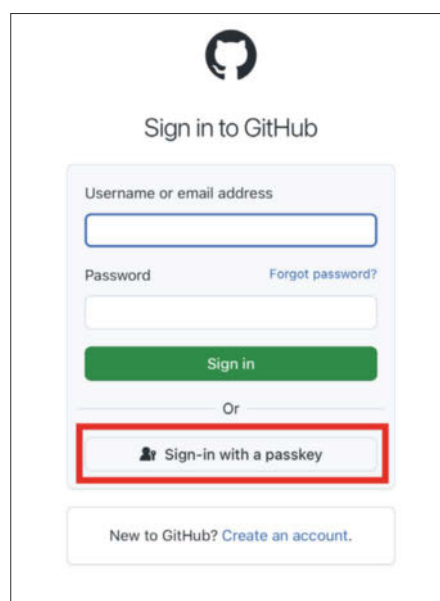 Sign in to GitHub
Username or email address
Password Forgot password?
Sign in
Or
Sign-in with a passkey
New to GitHub? Create an account.